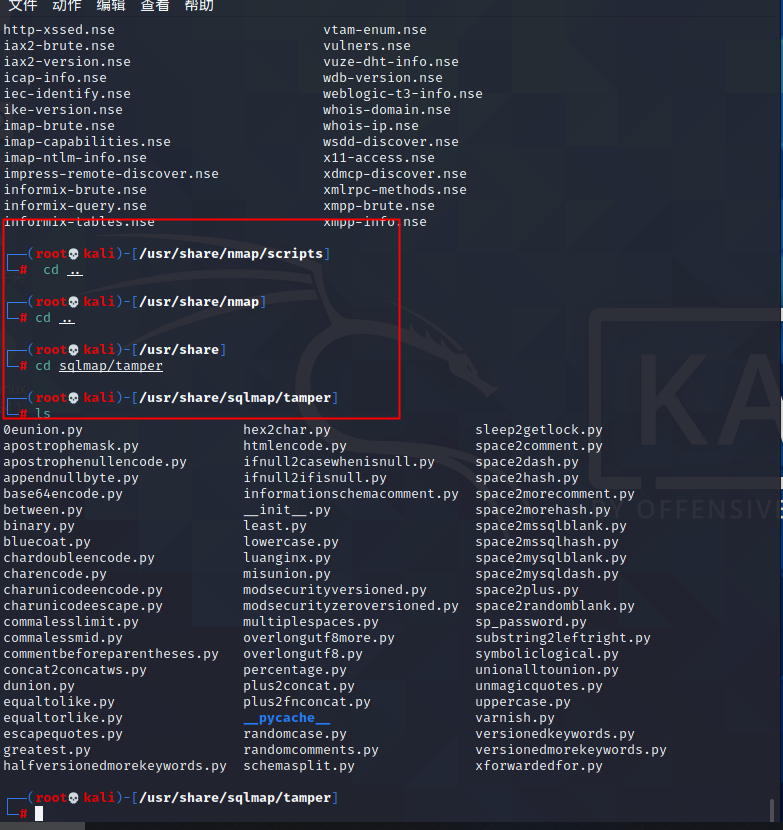 文件 动作 编辑 查看 帮助
http-xssed.nse vtam-enum.nse
iax2-brute.nse vulners.nse
iax2-version.nse vuze-dht-info.nse
icap-info.nse wdb-version.nse
iec-identify.nse weblogic-t3-info.nse
ike-version.nse whois-domain.nse
imap-brute.nse whois-ip.nse
imap-capabilities.nse wsdd-discover.nse
imap-ntlm-info.nse x11-access.nse
impress-remote-discover.nse xdmcp-discover.nse
informix-brute.nse xmlrpc-methods.nse
informix-query.nse xmpp-brute.nse
informix-tables.nse xmpp-info.nse
┌──(root💀kali)-[/usr/share/nmap/scripts]
└─# cd ..
┌──(root💀kali)-[/usr/share/nmap]
└─# cd ..
┌──(root💀kali)-[/usr/share]
└─# cd sqlmap/tamper
┌──(root💀kali)-[/usr/share/sqlmap/tamper]
└─# ls
0eunion.py hex2char.py sleep2getlock.py
apostrophemask.py htmlencode.py space2comment.py
apostrophenullencode.py ifnull2casewhenisnull.py space2dash.py
appendnullbyte.py ifnull2ifisnull.py space2hash.py
base64encode.py informationschemacomment.py space2morecomment.py
between.py __init__.py space2morehash.py
binary.py least.py space2mssqlblank.py
bluecoat.py lowercase.py space2mssqlhash.py
chardoubleencode.py luanginx.py space2mysqlblank.py
charencode.py misunion.py space2mysqldash.py
charunicodeencode.py modsecurityversioned.py space2plus.py
charunicodeescape.py modsecurityzeroversioned.py space2randomblank.py
commalesslimit.py multiplespaces.py sp_password.py
commalessmid.py overlongutf8more.py substring2leftright.py
commentbeforeparentheses.py overlongutf8.py symboliclogical.py
concat2concatws.py percentage.py unionalltounion.py
dunion.py plus2concat.py unmagicquotes.py
equaltolike.py plus2fnconcat.py uppercase.py
equaltorlike.py __pycache__ varnish.py
escapequotes.py randomcase.py versionedkeywords.py
greatest.py randomcomments.py versionedmorekeywords.py
halfversionedmorekeywords.py schemasplit.py xforwardedfor.py
┌──(root💀kali)-[/usr/share/sqlmap/tamper]
└─#
KA
BY OFFENSIVE